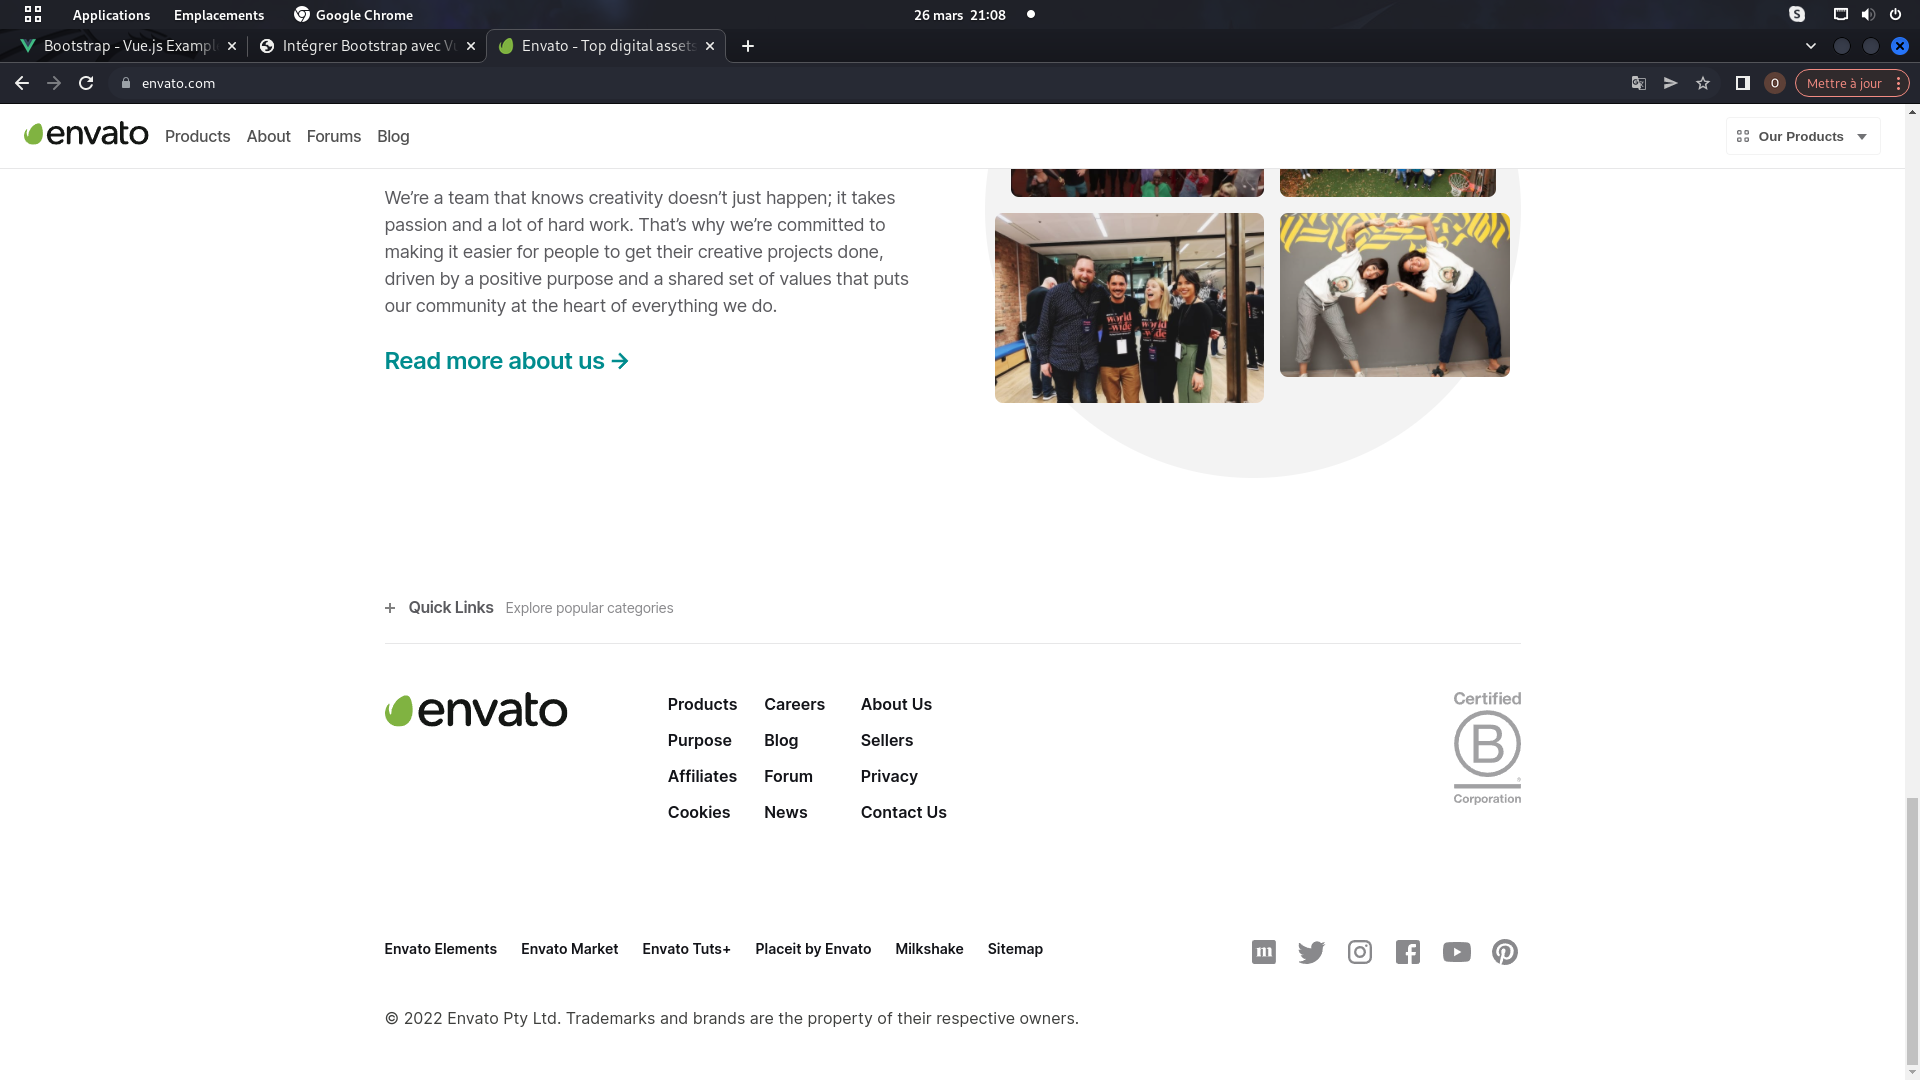 Applications Emplacements Google Chrome 26 mars 21:08
Bootstrap - Vue.js Exampl Intégrer Bootstrap avec Vu Envato - Top digital assets
envato.com O Mettre à jour
envato Products About Forums Blog Our Products
We’re a team that knows creativity doesn’t just happen; it takes
passion and a lot of hard work. That’s why we’re committed to
making it easier for people to get their creative projects done,
driven by a positive purpose and a shared set of values that puts
our community at the heart of everything we do.
Read more about us →
world
-wide
world
-wide
+ Quick Links Explore popular categories
envato
Products Careers About Us
Purpose Blog Sellers
Affiliates Forum Privacy
Cookies News Contact Us
Certified
B
®
Corporation
Envato Elements Envato Market Envato Tuts+ Placeit by Envato Milkshake Sitemap
m
© 2022 Envato Pty Ltd. Trademarks and brands are the property of their respective owners.